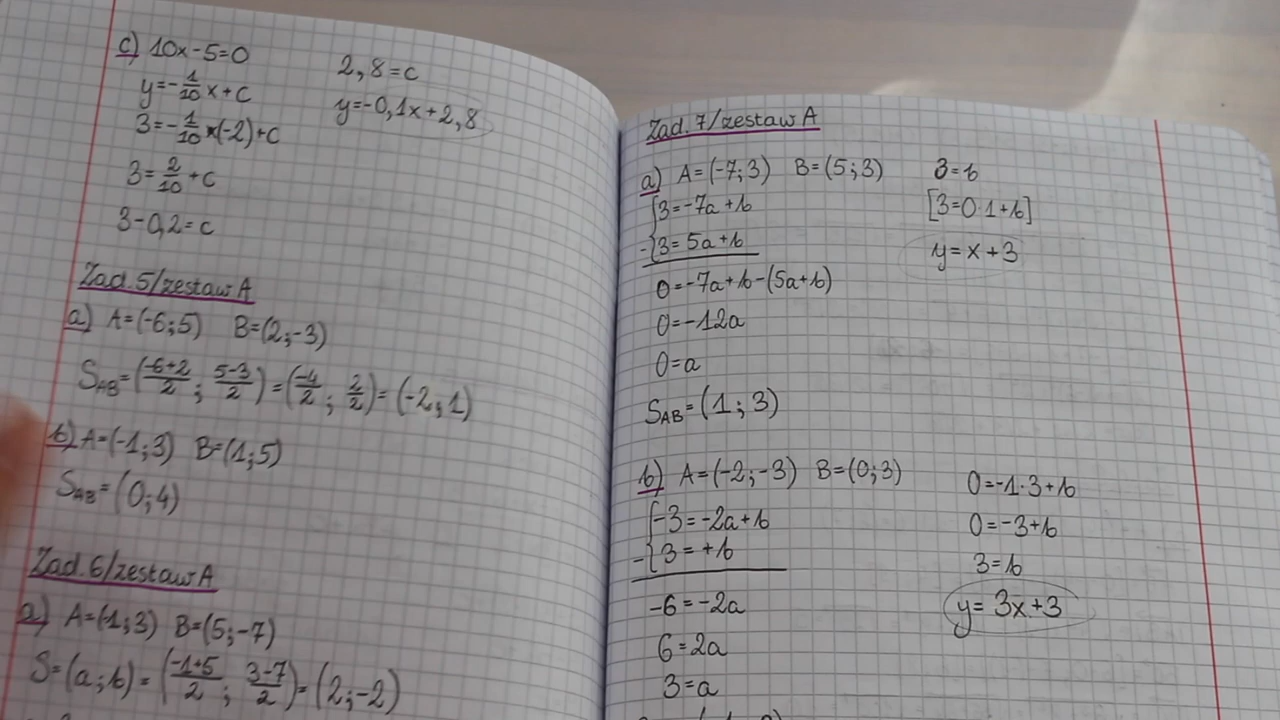 c) 10x-5=0
y=-1/10 x+c
3=-1/10 x(-2)+c
3=2/10+c
3-0,2=c
2,8=c
y=-0,1x+2,8
Zad.5/zestaw A
a) A=(-6;5) B=(2;-3)
S_AB=(-6+2/2 ; 5-3/2)=(-4/2 ; 2/2)=(-2,1)
b) A=(-1;3) B=(1;5)
S_AB=(0;4)
Zad.6/zestaw A
a) A=(-1;3) B=(5;-7)
S=(a;b)=(-1+5/2 ; 3-7/2)=(2;-2)
Zad.7/zestaw A
a) A=(-7;3) B=(5;3)
{3=-7a+b
-{3=5a+b
0=-7a+b-(5a+b)
0=-12a
0=a
S_AB=(1;3)
3=b
[3=0·1+b]
y=x+3
b) A=(-2;-3) B=(0;3)
{-3=-2a+b
-{3=+b
-6=-2a
6=2a
3=a
0=-1·3+b
0=-3+b
3=b
y=3x+3